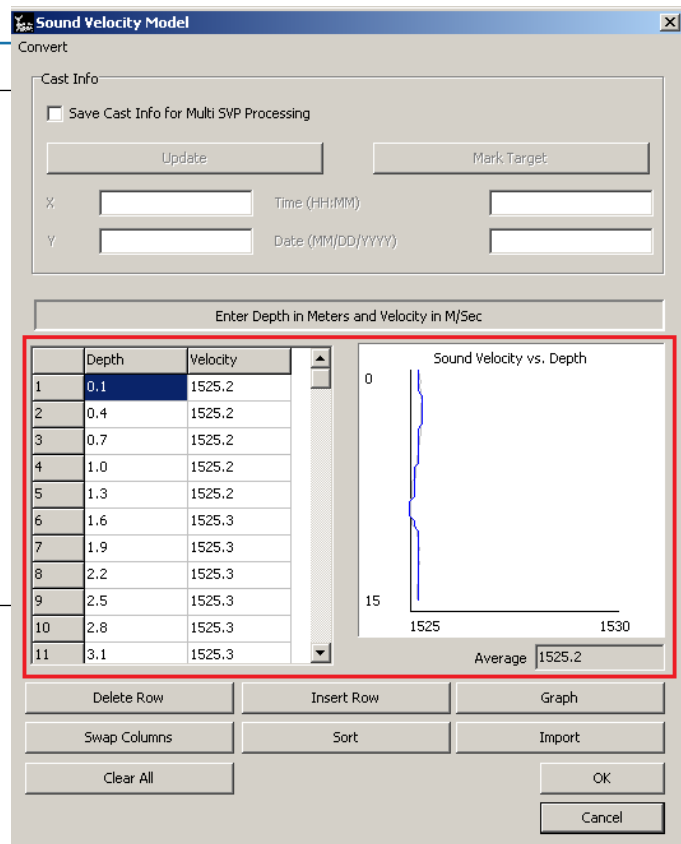 Sound Velocity Model
Convert
Cast Info
Save Cast Info for Multi SVP Processing
Update Mark Target
X Time (HH:MM)
Y Date (MM/DD/YYYY)
Enter Depth in Meters and Velocity in M/Sec
Depth Velocity
1 0.1 1525.2
2 0.4 1525.2
3 0.7 1525.2
4 1.0 1525.2
5 1.3 1525.2
6 1.6 1525.3
7 1.9 1525.3
8 2.2 1525.3
9 2.5 1525.3
10 2.8 1525.3
11 3.1 1525.3
Sound Velocity vs. Depth
0
15
1525 1530
Average 1525.2
Delete Row Insert Row Graph
Swap Columns Sort Import
Clear All OK
Cancel